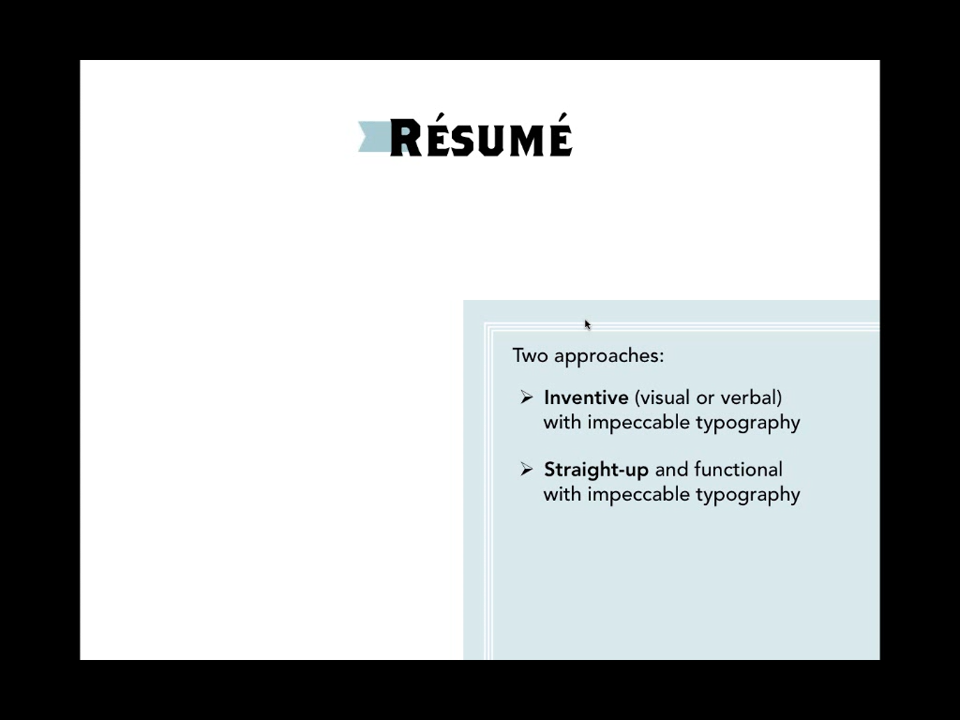 RÉSUMÉ
Two approaches:
➢ Inventive (visual or verbal)
with impeccable typography
➢ Straight-up and functional
with impeccable typography